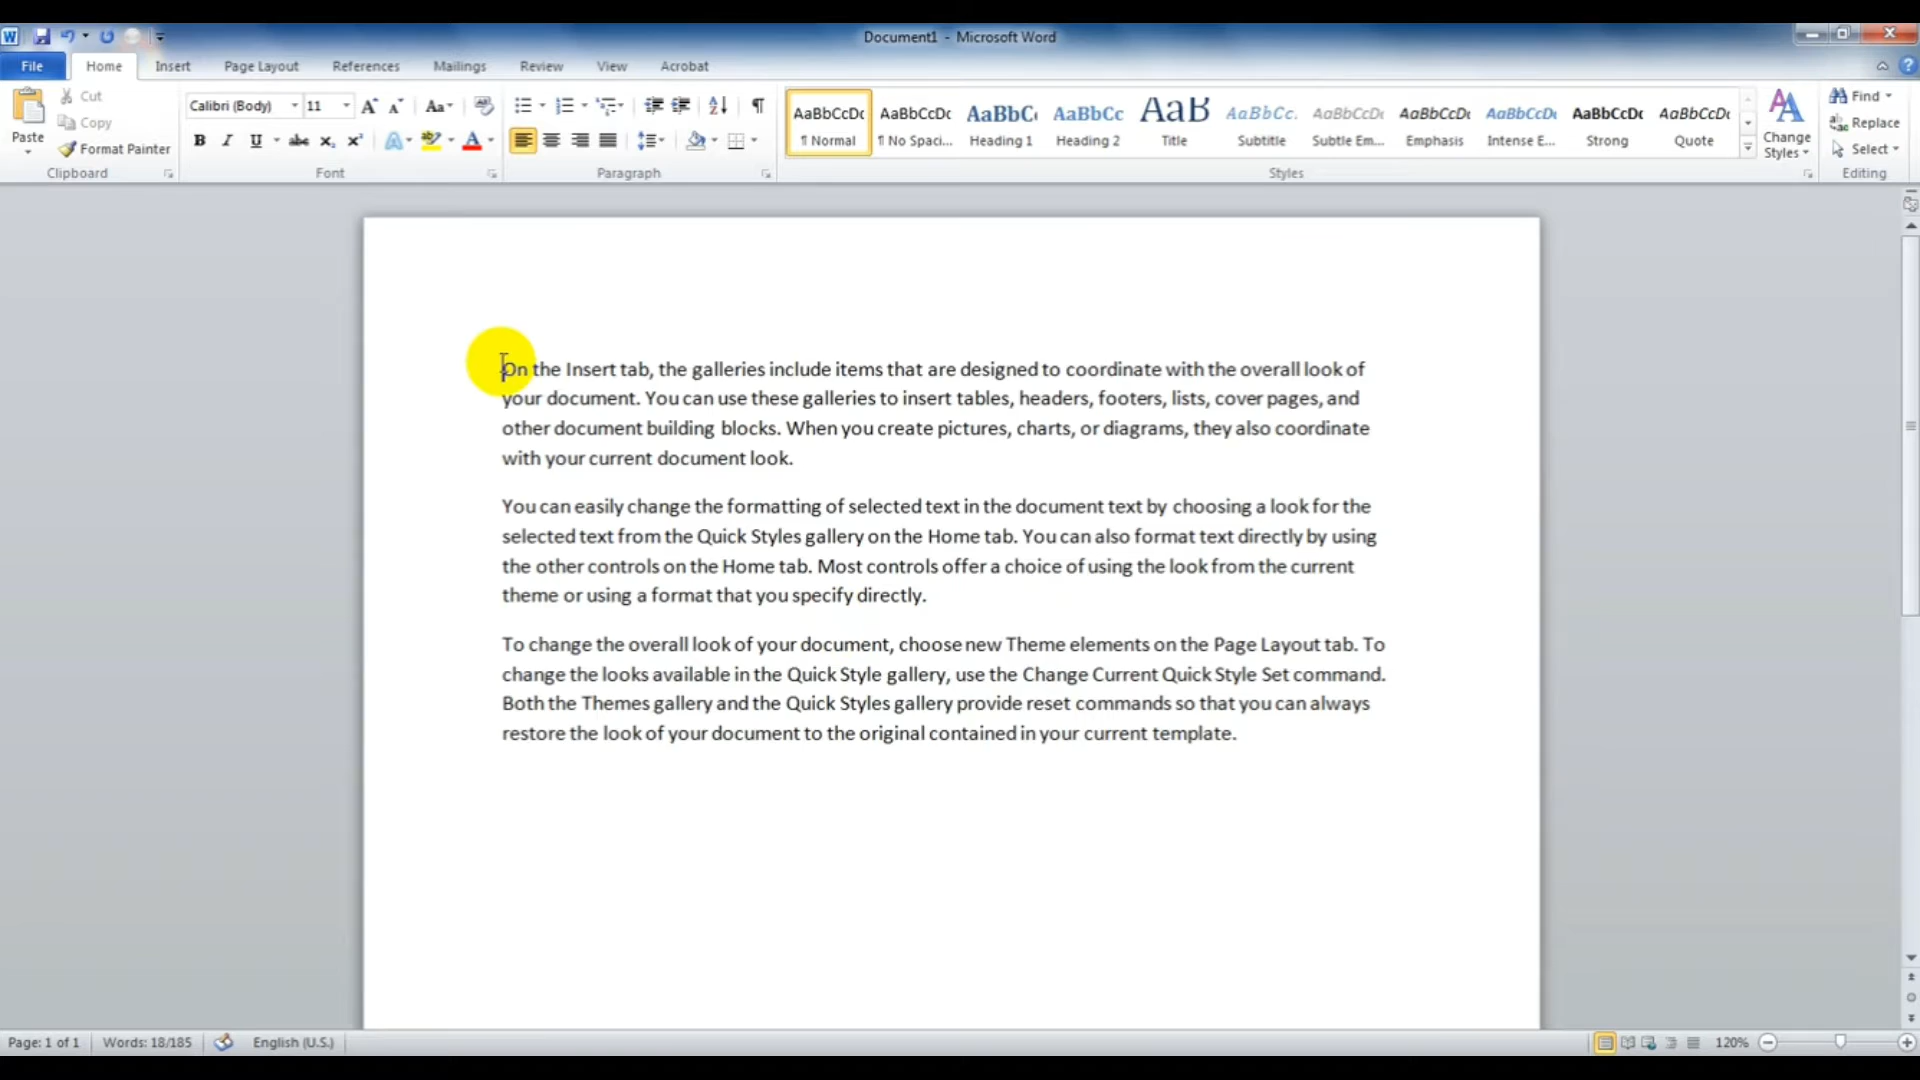 Document1 - Microsoft Word
File Home Insert Page Layout References Mailings Review View Acrobat
Paste
Cut
Copy
Format Painter
Clipboard
Calibri (Body) 11
Font
Paragraph
AaBbCcDc AaBbCcDc AaBbC AaBbCc AaB AaBbCc. AaBbCcDc AaBbCcDc AaBbCcDc AaBbCcDc AaBbCcDc
¶ Normal ¶ No Spaci... Heading 1 Heading 2 Title Subtitle Subtle Em... Emphasis Intense E... Strong Quote
Styles
Change
Styles
Find
Replace
Select
Editing
On the Insert tab, the galleries include items that are designed to coordinate with the overall look of
your document. You can use these galleries to insert tables, headers, footers, lists, cover pages, and
other document building blocks. When you create pictures, charts, or diagrams, they also coordinate
with your current document look.
You can easily change the formatting of selected text in the document text by choosing a look for the
selected text from the Quick Styles gallery on the Home tab. You can also format text directly by using
the other controls on the Home tab. Most controls offer a choice of using the look from the current
theme or using a format that you specify directly.
To change the overall look of your document, choose new Theme elements on the Page Layout tab. To
change the looks available in the Quick Style gallery, use the Change Current Quick Style Set command.
Both the Themes gallery and the Quick Styles gallery provide reset commands so that you can always
restore the look of your document to the original contained in your current template.
Page: 1 of 1 Words: 18/185 English (U.S.) 120%